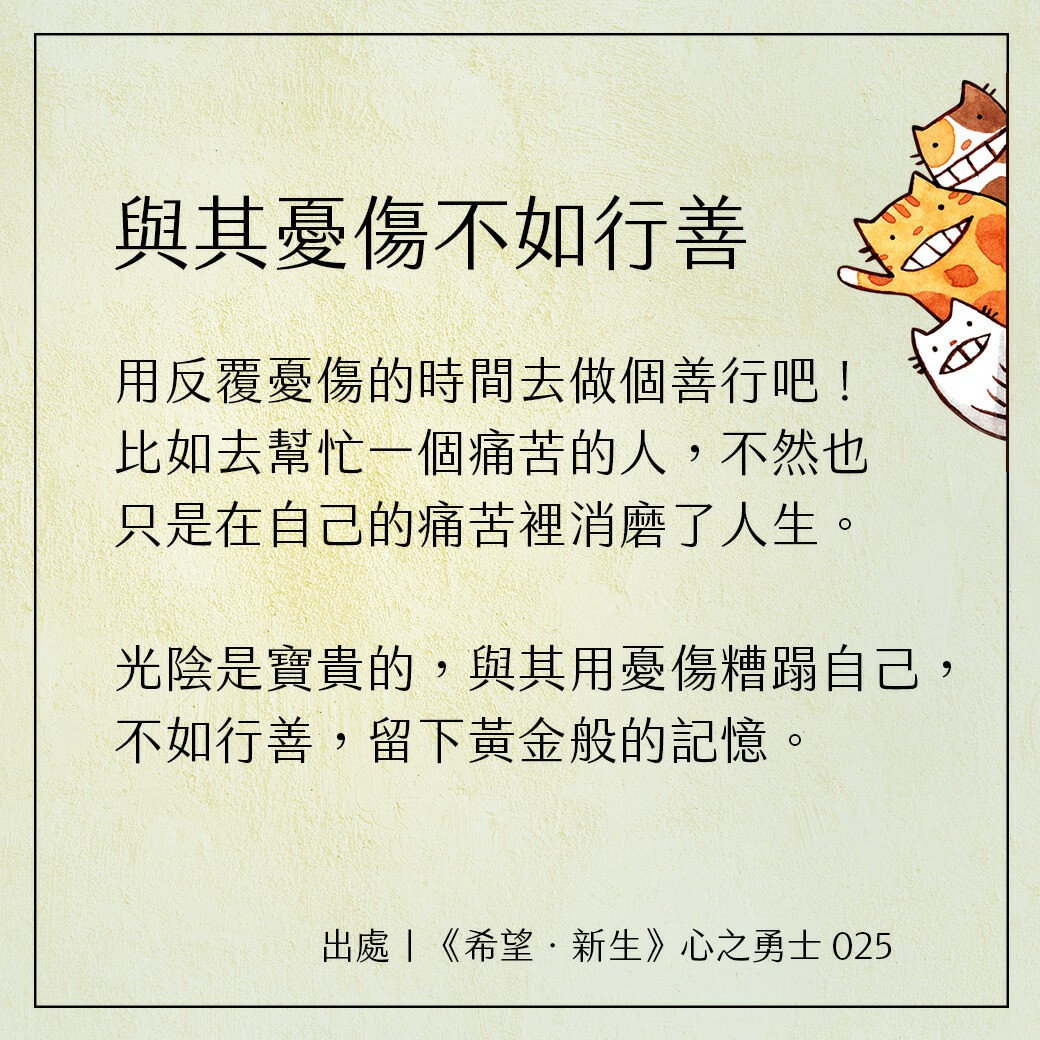 與其憂傷不如行善
用反覆憂傷的時間去做個善行吧！
比如去幫忙一個痛苦的人，不然也
只是在自己的痛苦裡消磨了人生。
光陰是寶貴的，與其用憂傷糟蹋自己，
不如行善，留下黃金般的記憶。
出處｜《希望．新生》心之勇士 025